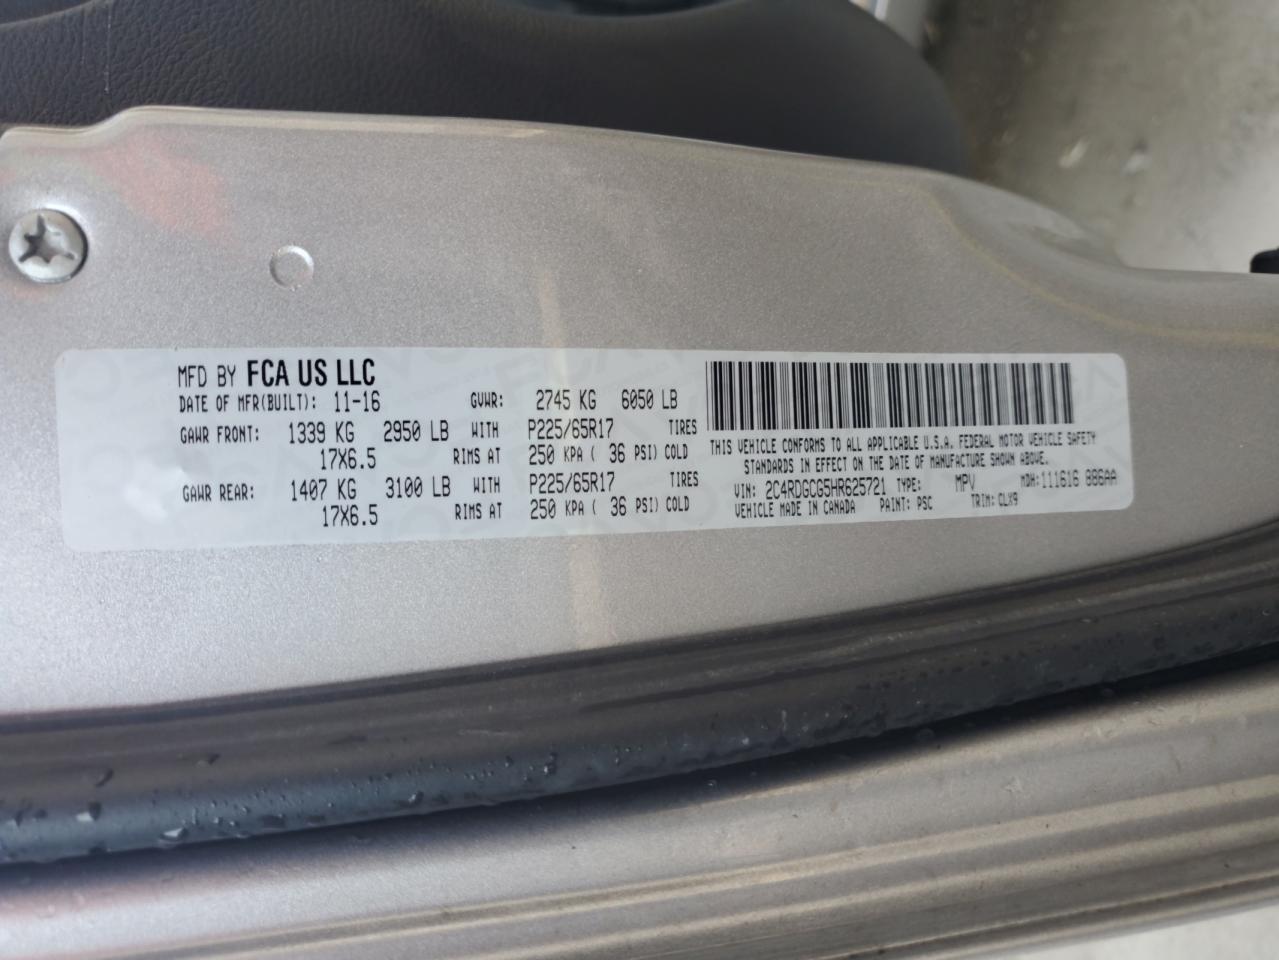 MFD BY FCA US LLC
DATE OF MFR(BUILT): 11-16 GVWR: 2745 KG 6050 LB
GAWR FRONT: 1339 KG 2950 LB WITH P225/65R17 TIRES
17X6.5 RIMS AT 250 KPA ( 36 PSI) COLD
GAWR REAR: 1407 KG 3100 LB WITH P225/65R17 TIRES
17X6.5 RIMS AT 250 KPA ( 36 PSI) COLD
THIS VEHICLE CONFORMS TO ALL APPLICABLE U.S.A. FEDERAL MOTOR VEHICLE SAFETY
STANDARDS IN EFFECT ON THE DATE OF MANUFACTURE SHOWN ABOVE.
VIN: 2C4RDGCG5HR625721 TYPE: MPV MDH: 111616 886AA
VEHICLE MADE IN CANADA PAINT: PSC TRIM: CLX9